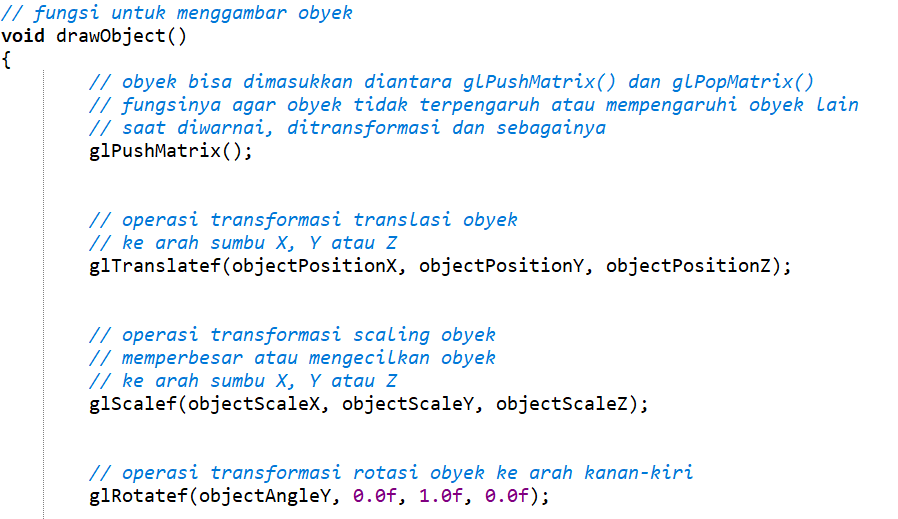 // fungsi untuk menggambar obyek
void drawObject()
{
// obyek bisa dimasukkan diantara glPushMatrix() dan glPopMatrix()
// fungsinya agar obyek tidak terpengaruh atau mempengaruhi obyek lain
// saat diwarnai, ditransformasi dan sebagainya
glPushMatrix();
// operasi transformasi translasi obyek
// ke arah sumbu X, Y atau Z
glTranslatef(objectPositionX, objectPositionY, objectPositionZ);
// operasi transformasi scaling obyek
// memperbesar atau mengecilkan obyek
// ke arah sumbu X, Y atau Z
glScalef(objectScaleX, objectScaleY, objectScaleZ);
// operasi transformasi rotasi obyek ke arah kanan-kiri
glRotatef(objectAngleY, 0.0f, 1.0f, 0.0f);